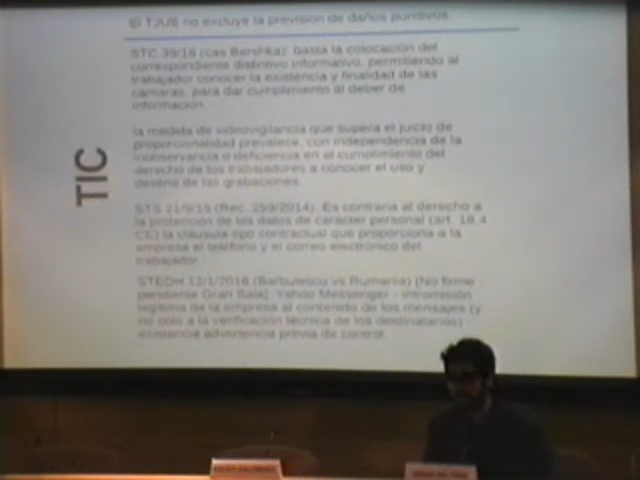 El TJUE no excluye la previsión de daños punitivos.
STC 39/16 (cas Bershka): basta la colocación del
correspondiente distintivo informativo, permitiendo al
trabajador conocer la existencia y finalidad de las
cámaras, para dar cumplimiento al deber de
información.
la medida de videovigilancia que supera el juicio de
proporcionalidad prevalece, con independencia de la
inobservancia o deficiencia en el cumplimiento del
derecho de los trabajadores a conocer el uso y
destino de las grabaciones.
TIC
STS 21/9/15 (Rec. 259/2014): Es contraria al derecho a
la protección de los datos de carácter personal (art. 18.4
CE) la cláusula tipo contractual que proporciona a la
empresa el teléfono y el correo electrónico del
trabajador
STEDH 12/1/2016 (Barbulescu vs Rumania) [No firme -
pendiente Gran Sala]: Yahoo Messenger - intromisión
legítima de la empresa al contenido de los mensajes (y
no solo a la verificación técnica de los destinatarios) -
existencia advertencia previa de control